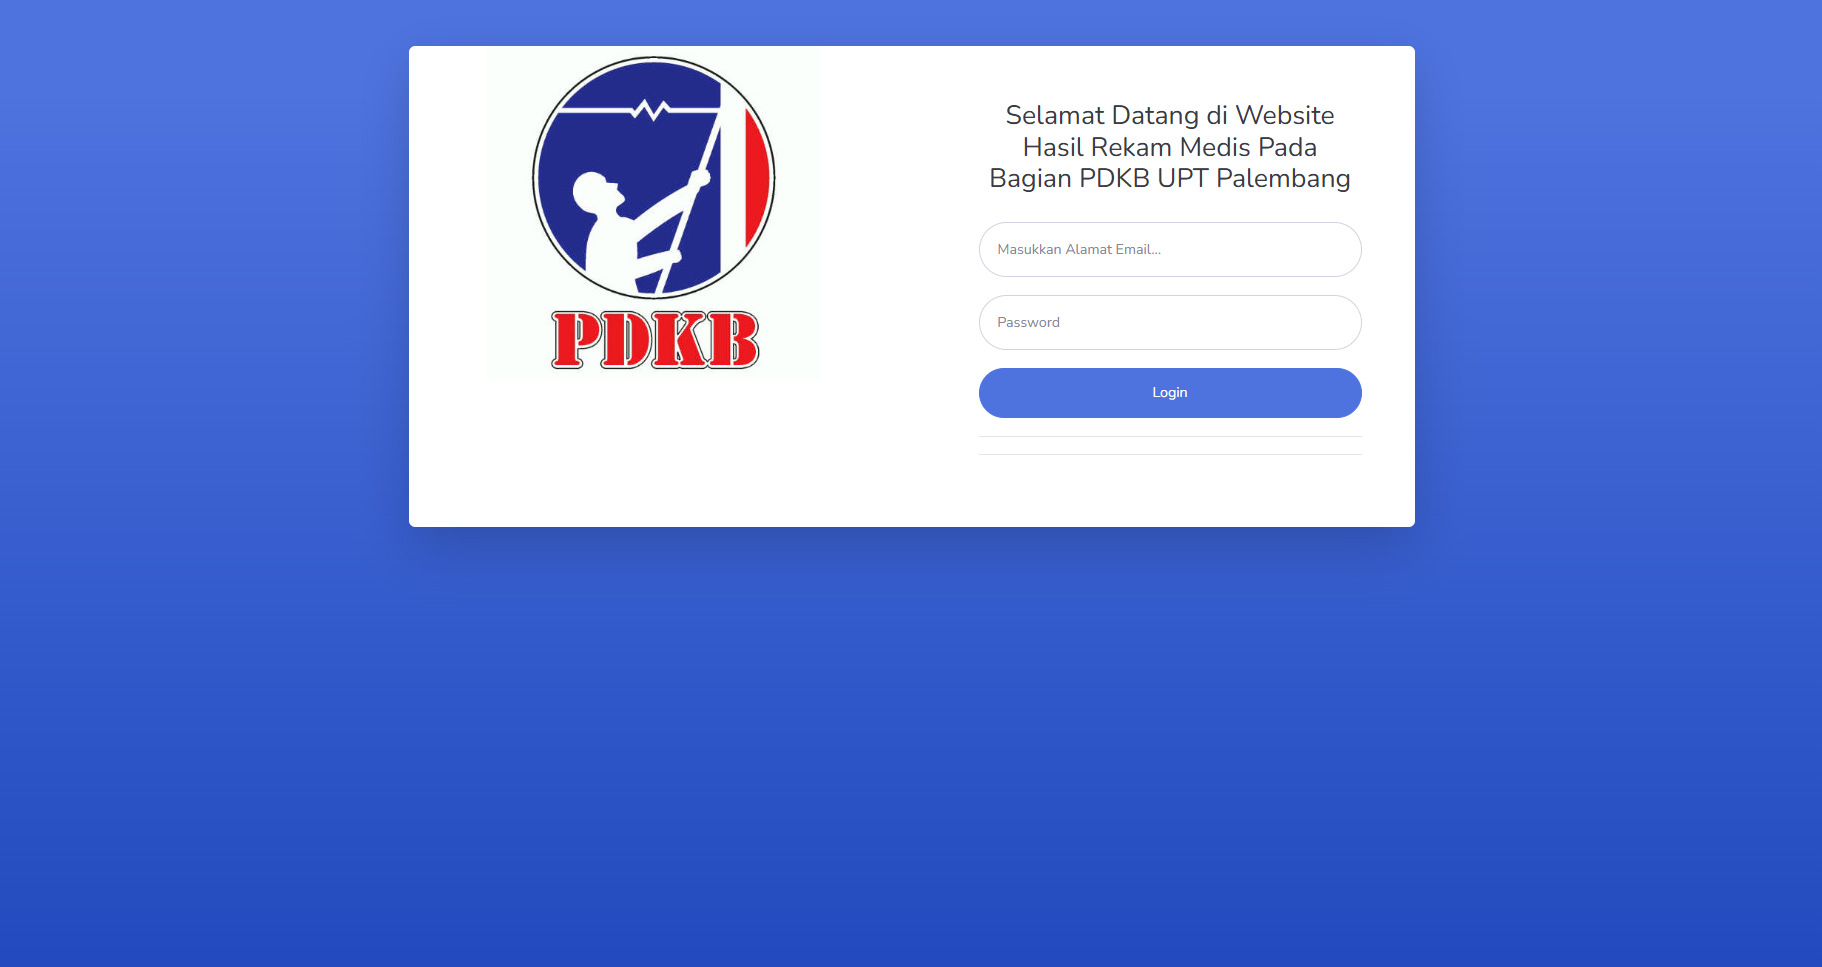 PDKB
Selamat Datang di Website
Hasil Rekam Medis Pada
Bagian PDKB UPT Palembang
Masukkan Alamat Email...
Password
Login